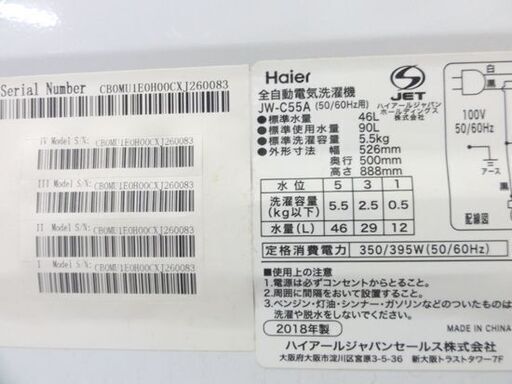 Serial Number
CB0MU1E0H00CXJ260083
IV Model S/N:
CB0MU1E0H00CXJ260083
III Model S/N:
CB0MU1E0H00CXJ260083
II Model S/N:
CB0MU1E0H00CXJ260083
I Model S/N:
CB0MU1E0H00CXJ260083
Haier
全自動電気洗濯機
JW-C55A (50/60Hz用)
S
JET
ハイアールジャパン
ホールディングス
株式会社
●標準水量 46L
●標準使用水量 90L
●標準洗濯容量 5.5kg
●外形寸法 幅 526mm
奥行 500mm
高さ 888mm
水位 5 3 1
洗濯容量(kg以下) 5.5 2.5 0.5
水量(L) 46 29 12
定格消費電力 350/395W(50/60Hz)
白
黒
100V
50/60Hz
アース
黒
配線図
■使用上の注意
1.電源は必ずコンセントからとること。
2.周囲に間隔をおいて設置すること。
3.ベンジン・灯油・シンナー・ガソリンなどのついたものは
洗濯や脱水をしないでください。
2018年製
MADE IN CHINA
ハイアールジャパンセールス株式会社
大阪府大阪市淀川区宮原3-5-36 新大阪トラストタワー7F